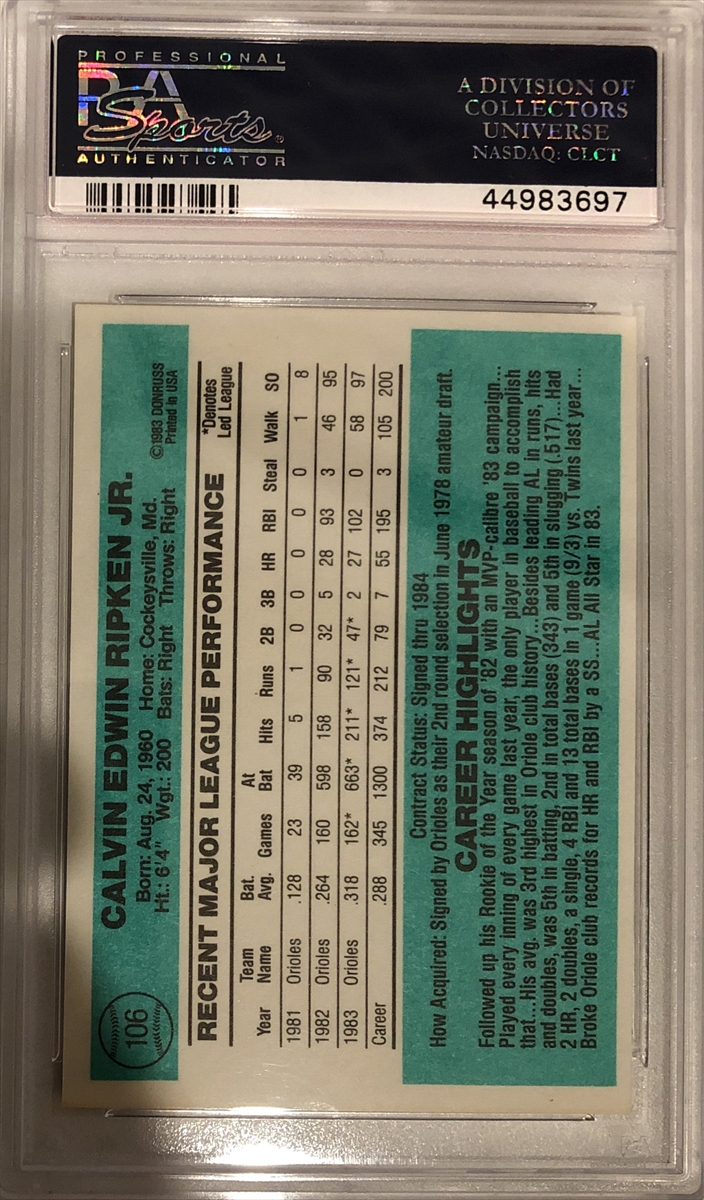 PROFESSIONAL
PSA
Sports®
AUTHENTICATOR
A DIVISION OF
COLLECTORS
UNIVERSE
NASDAQ: CLCT
44983697
106
CALVIN EDWIN RIPKEN JR.
Born: Aug. 24, 1960 Home: Cockeysville, Md.
Ht.: 6'4" Wgt.: 200 Bats: Right Throws: Right
©1983 DONRUSS
Printed in USA
RECENT MAJOR LEAGUE PERFORMANCE
*Denotes
Led League
Year Team Name Bat. Avg. Games At Bat Hits Runs 2B 3B HR RBI Steal Walk SO
1981 Orioles .128 23 39 5 1 0 0 0 0 0 1 8
1982 Orioles .264 160 598 158 90 32 5 28 93 3 46 95
1983 Orioles .318 162* 663* 211* 121* 47* 2 27 102 0 58 97
Career .288 345 1300 374 212 79 7 55 195 3 105 200
Contract Status: Signed thru 1984
How Acquired: Signed by Orioles as their 2nd round selection in June 1978 amateur draft.
CAREER HIGHLIGHTS
Followed up his Rookie of the Year season of '82 with an MVP-calibre '83 campaign...
Played every inning of every game last year, the only player in baseball to accomplish
that...His avg. was 3rd highest in Oriole club history...Besides leading AL in runs, hits
and doubles, was 5th in batting, 2nd in total bases (343) and 5th in slugging (.517)...Had
2 HR, 2 doubles, a single, 4 RBI and 13 total bases in 1 game (9/3) vs. Twins last year...
Broke Oriole club records for HR and RBI by a SS...AL All Star in 83.